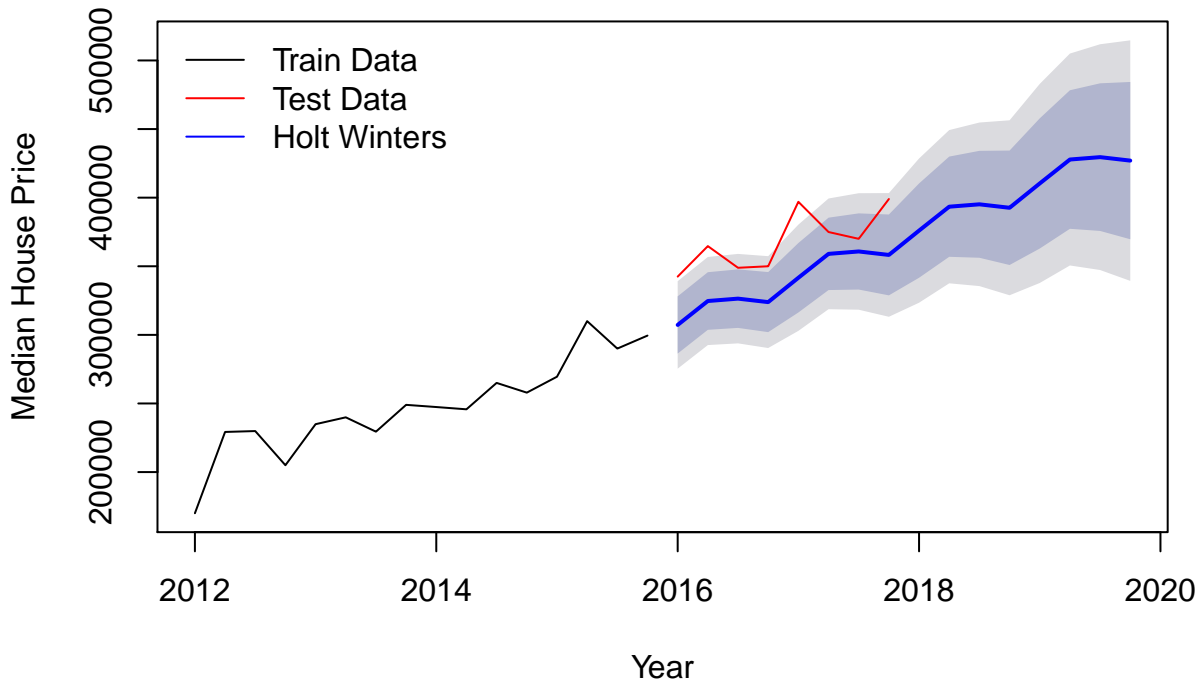 Train Data
Test Data
Holt Winters
Median House Price
500000
400000
300000
200000
2012 2014 2016 2018 2020
Year